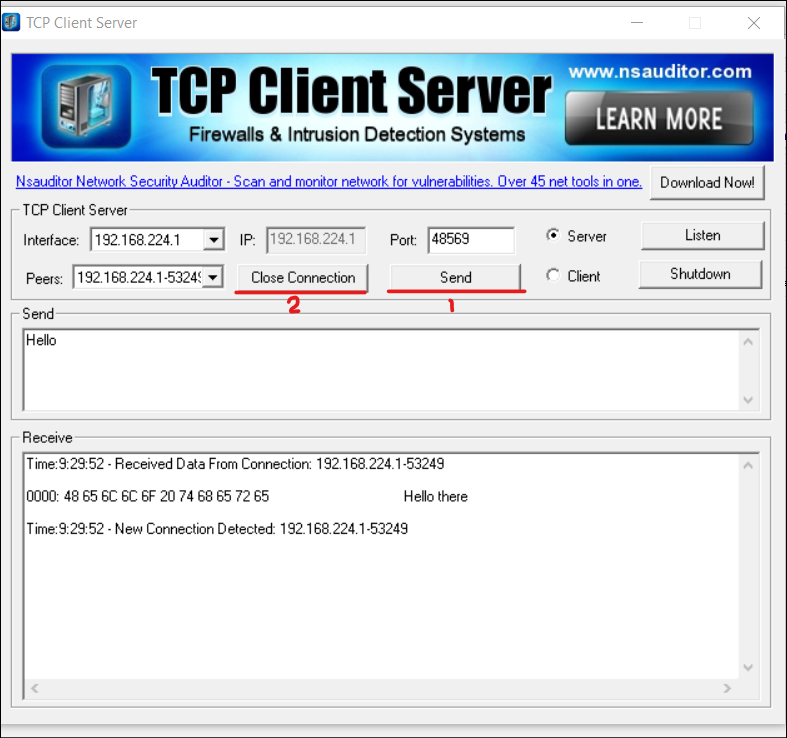 TCP Client Server
www.nsauditor.com
TCP Client Server
LEARN MORE
Firewalls & Intrusion Detection Systems
Nsauditor Network Security Auditor - Scan and monitor network for vulnerabilities. Over 45 net tools in one.
Download Now!
TCP Client Server
Interface: 192.168.224.1 IP: 192.168.224.1 Port: 48569 Server Listen
Peers: 192.168.224.1-53249 Close Connection Send Client Shutdown
2 1
Send
Hello
Receive
Time:9:29:52 - Received Data From Connection: 192.168.224.1-53249
0000: 48 65 6C 6C 6F 20 74 68 65 72 65 Hello there
Time:9:29:52 - New Connection Detected: 192.168.224.1-53249